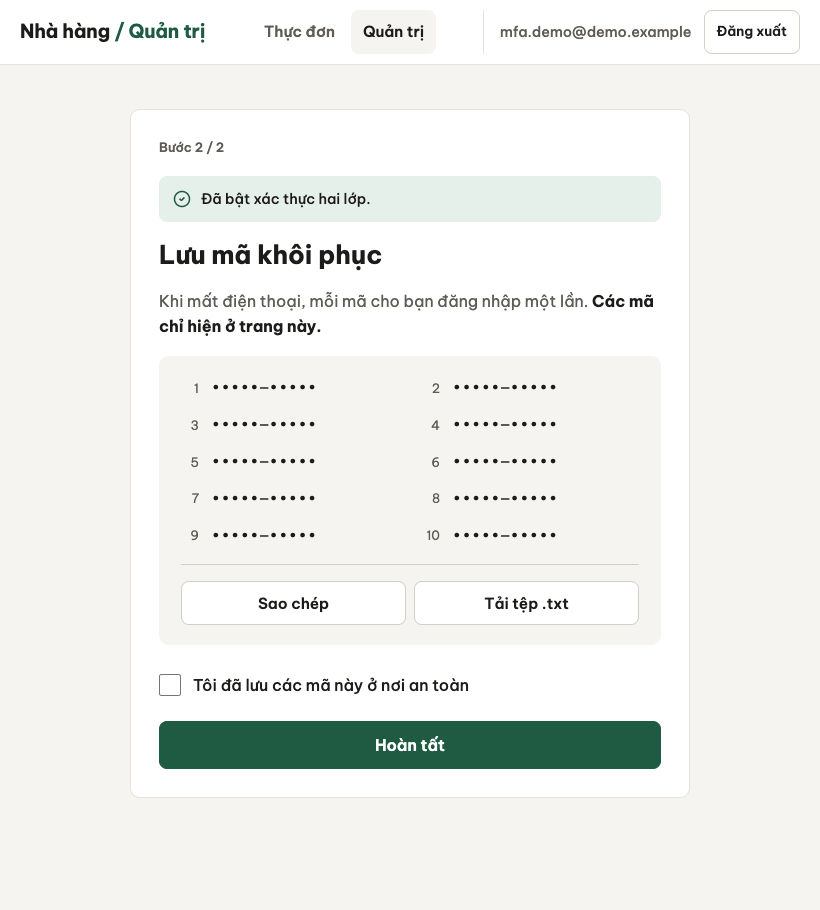 Nhà hàng / Quản trị
Thực đơn
Quản trị
mfa.demo@demo.example
Đăng xuất
Bước 2 / 2
Đã bật xác thực hai lớp.
Lưu mã khôi phục
Khi mất điện thoại, mỗi mã cho bạn đăng nhập một lần. Các mã
chỉ hiện ở trang này.
1 •••••–•••••
2 •••••–•••••
3 •••••–•••••
4 •••••–•••••
5 •••••–•••••
6 •••••–•••••
7 •••••–•••••
8 •••••–•••••
9 •••••–•••••
10 •••••–•••••
Sao chép
Tải tệp .txt
Tôi đã lưu các mã này ở nơi an toàn
Hoàn tất